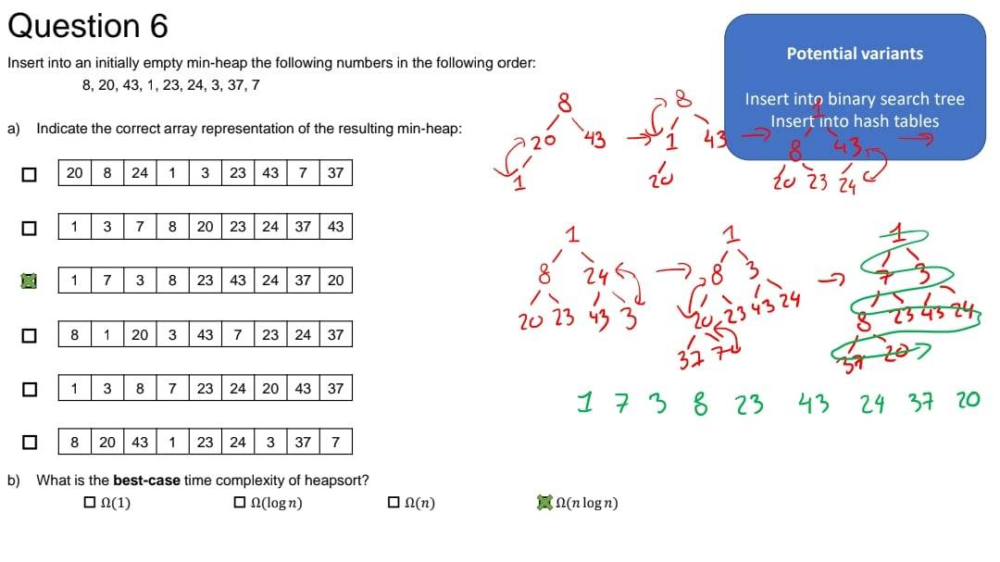 Question 6
Insert into an initially empty min-heap the following numbers in the following order:
8, 20, 43, 1, 23, 24, 3, 37, 7
a) Indicate the correct array representation of the resulting min-heap:
20 8 24 1 3 23 43 7 37
1 3 7 8 20 23 24 37 43
1 7 3 8 23 43 24 37 20
8 1 20 3 43 7 23 24 37
1 3 8 7 23 24 20 43 37
8 20 43 1 23 24 3 37 7
b) What is the best-case time complexity of heapsort?
Ω(1) Ω(log n) Ω(n) Ω(n log n)
Potential variants
Insert into binary search tree
Insert into hash tables
8
20 43
1
8
1 43
20
1
8 43
20 23 24
1
8 24
20 23 43 3
1
8 3
20 23 43 24
37 7
1
7 3
8 23 43 24
37 20
1 7 3 8 23 43 24 37 20